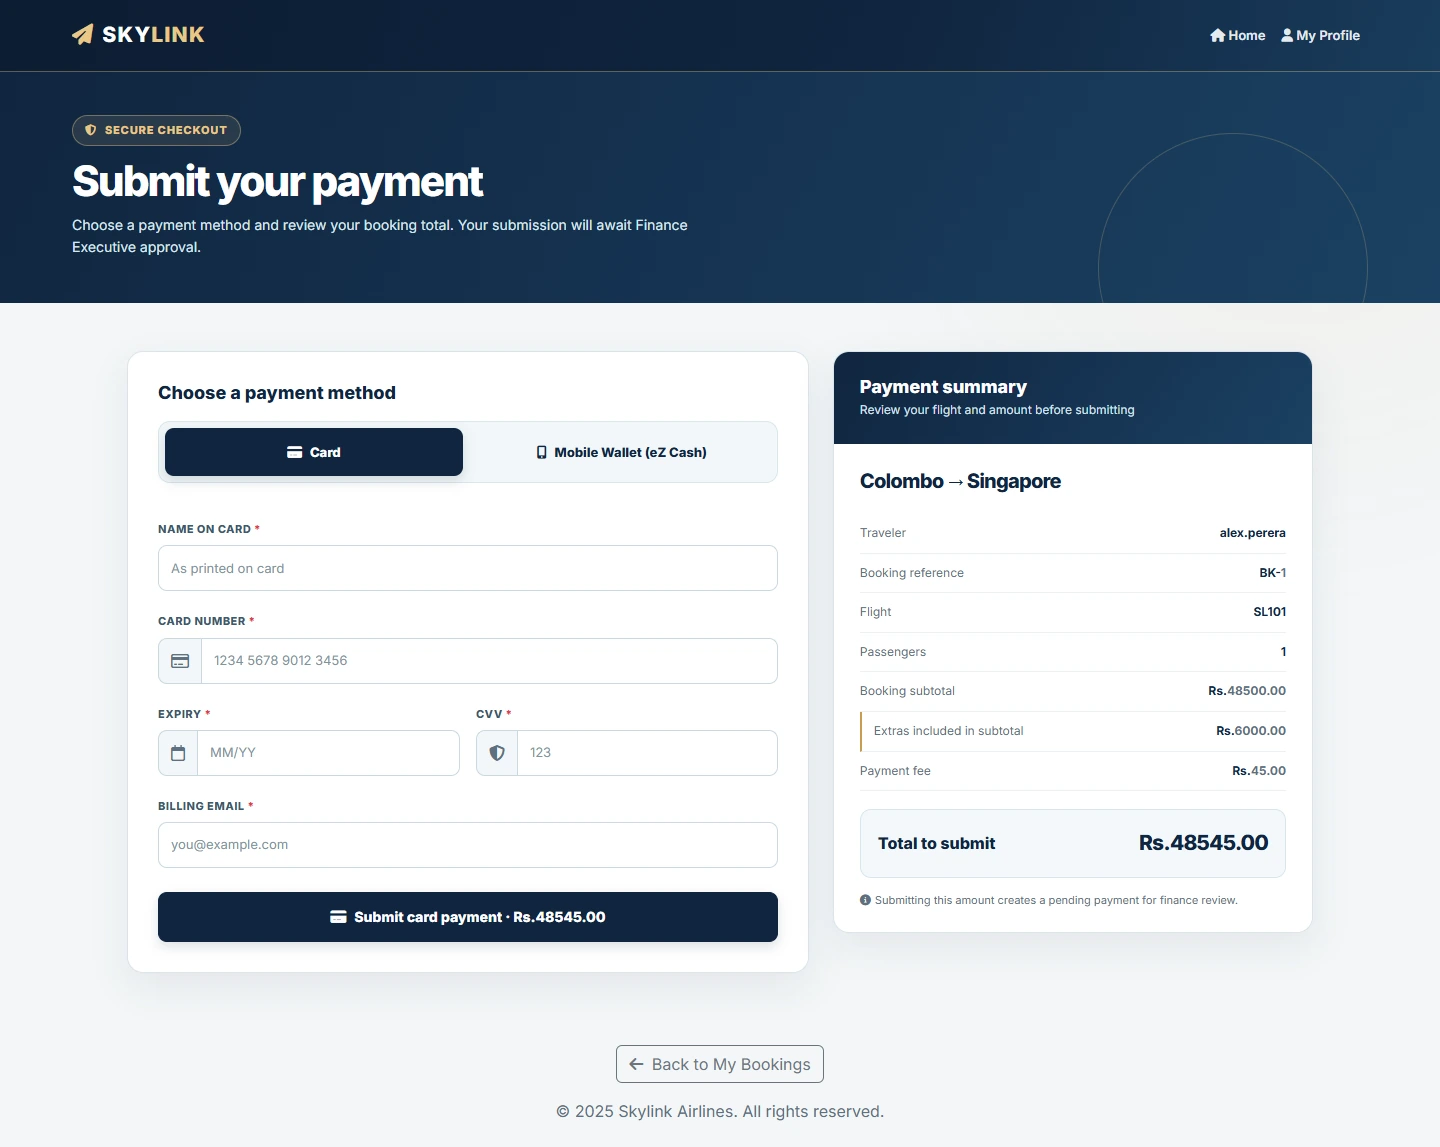 SKYLINK
Home
My Profile
SECURE CHECKOUT
Submit your payment
Choose a payment method and review your booking total. Your submission will await Finance
Executive approval.
Choose a payment method
Card
Mobile Wallet (eZ Cash)
NAME ON CARD *
As printed on card
CARD NUMBER *
1234 5678 9012 3456
EXPIRY *
CVV *
MM/YY
123
BILLING EMAIL *
you@example.com
Submit card payment · Rs.48545.00
Payment summary
Review your flight and amount before submitting
Colombo → Singapore
Traveler alex.perera
Booking reference BK-1
Flight SL101
Passengers 1
Booking subtotal Rs.48500.00
Extras included in subtotal Rs.6000.00
Payment fee Rs.45.00
Total to submit Rs.48545.00
Submitting this amount creates a pending payment for finance review.
Back to My Bookings
© 2025 Skylink Airlines. All rights reserved.